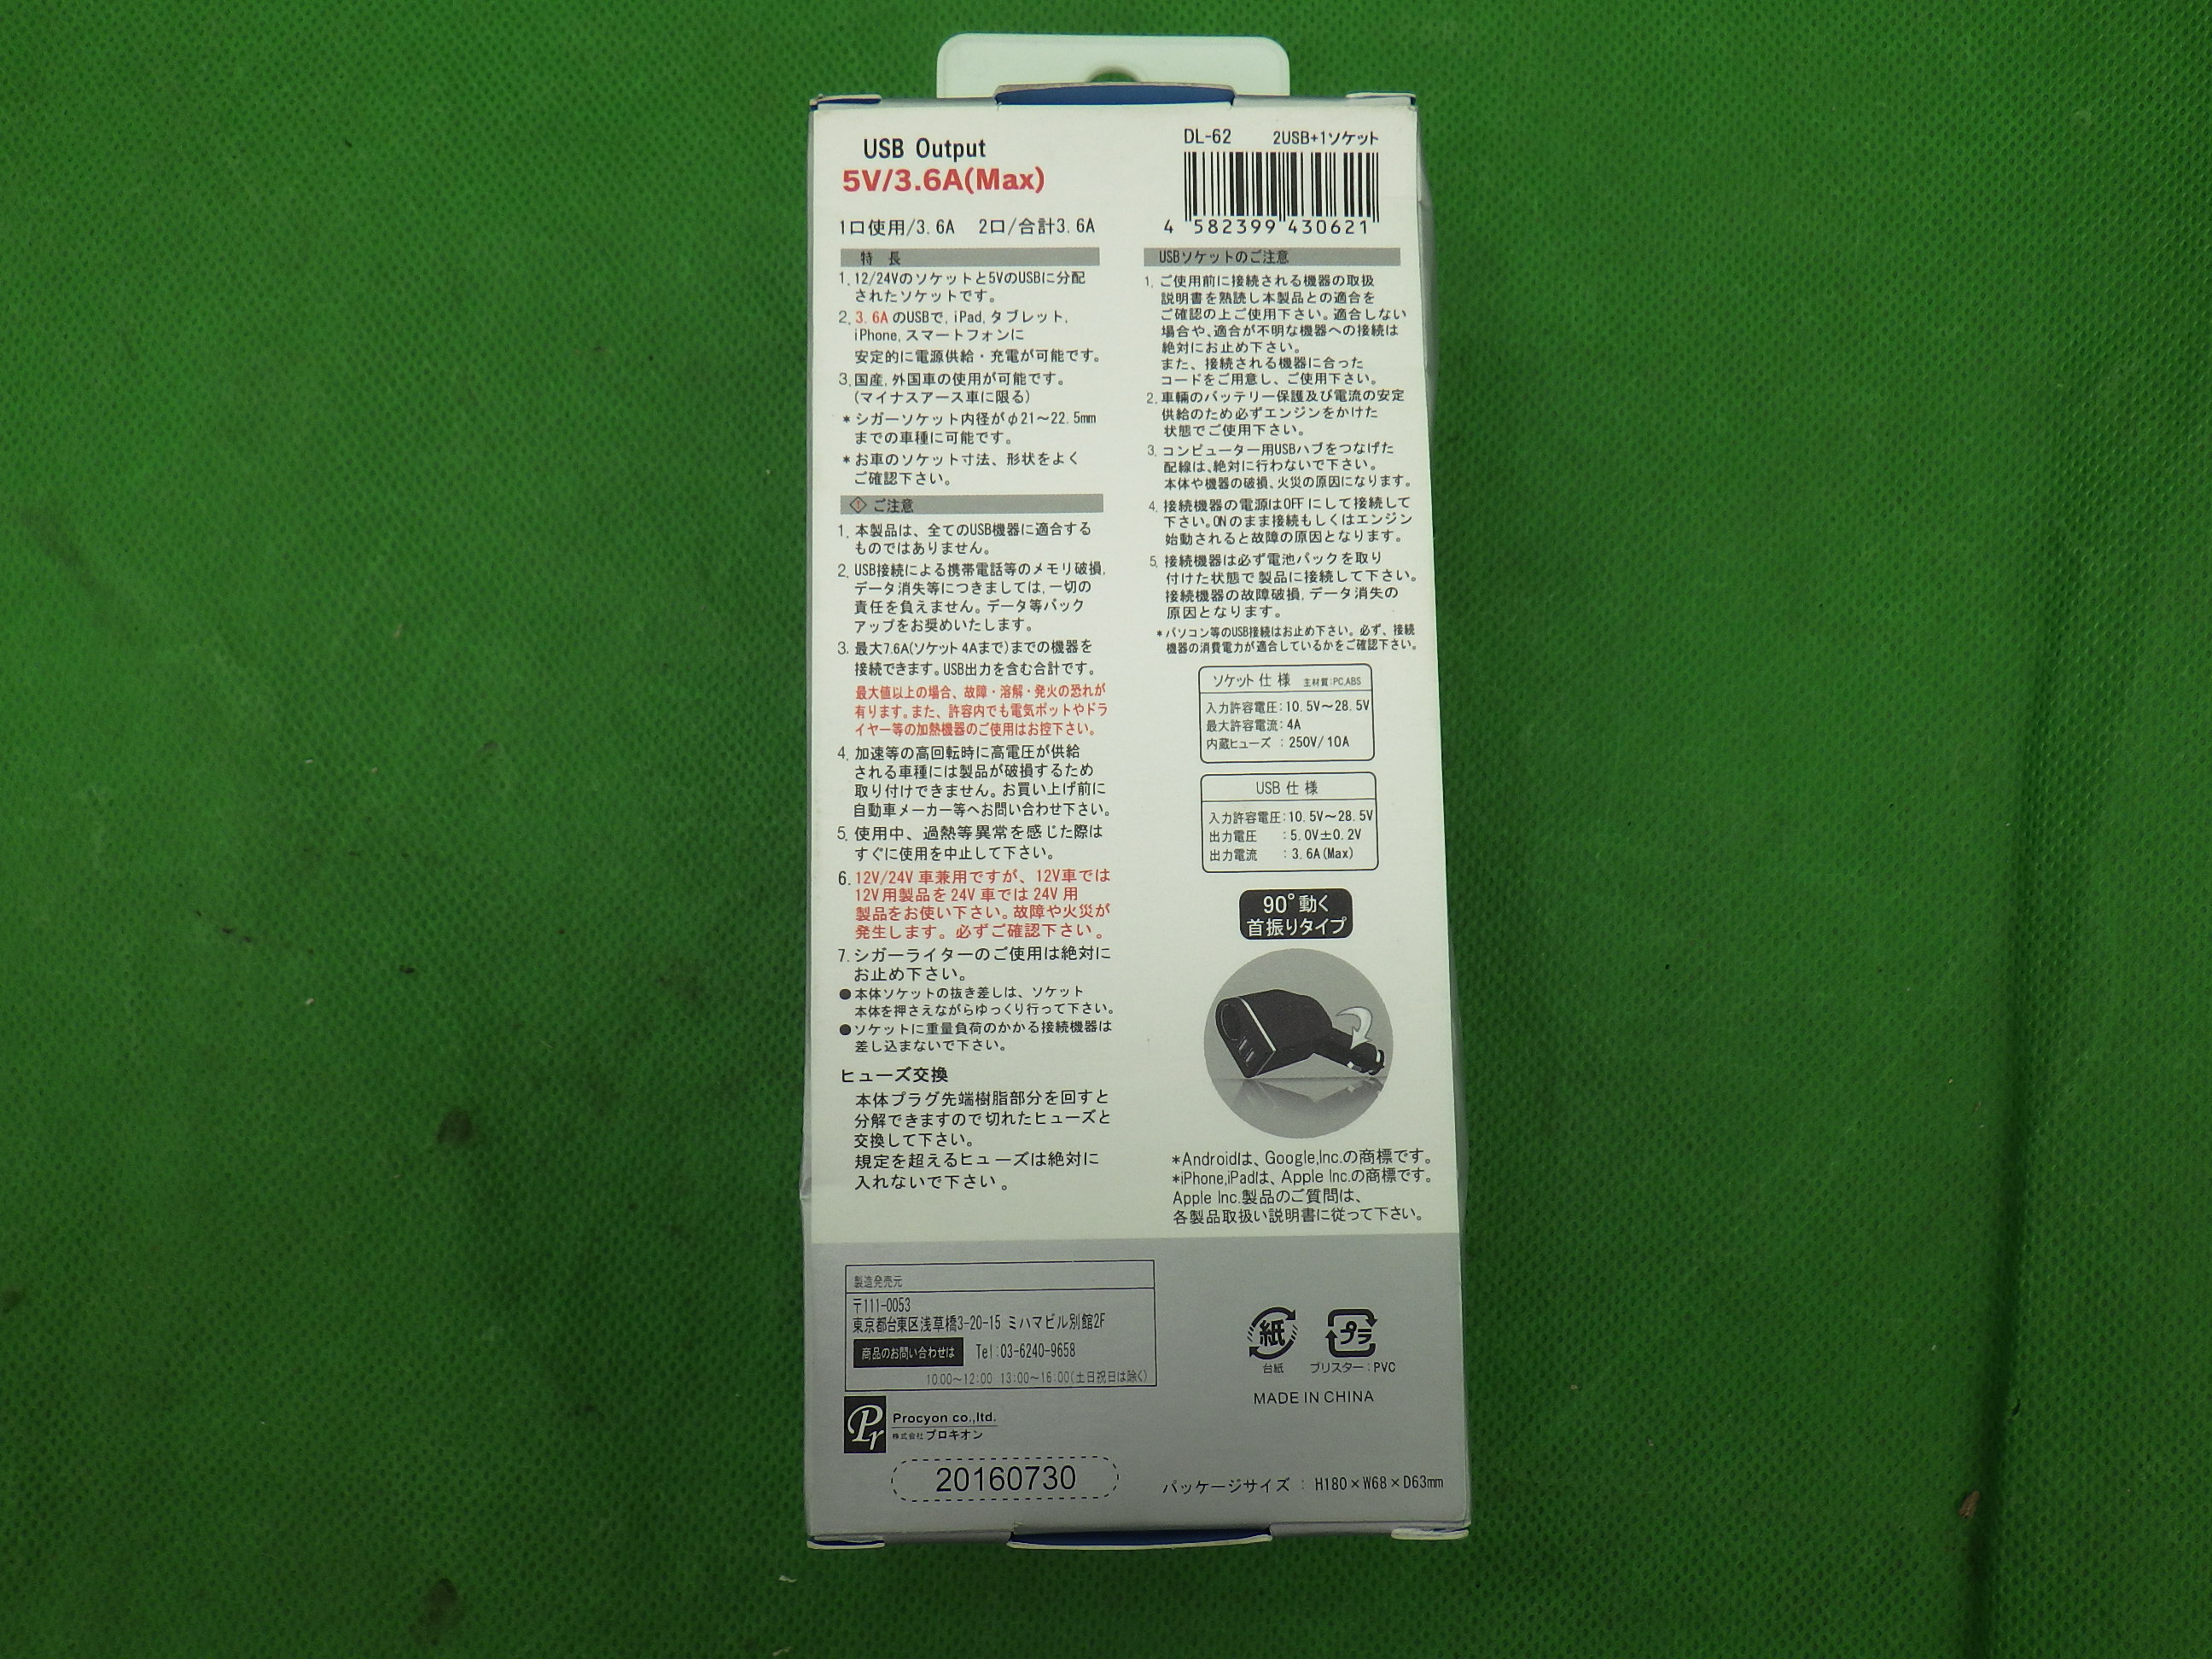 USB Output
5V/3.6A(Max)
1口使用/3.6A 2口/合計3.6A
特 長
1. 12/24Vのソケットと5VのUSBに分配
されたソケットです。
2. 3.6AのUSBで, iPad, タブレット,
iPhone, スマートフォンに
安定的に電源供給・充電が可能です。
3. 国産, 外国車の使用が可能です。
(マイナスアース車に限る)
* シガーソケット内径がφ21～22.5mm
までの車種に可能です。
* お車のソケット寸法、形状をよく
ご確認下さい。
ご注意
1. 本製品は、全てのUSB機器に適合する
ものではありません。
2. USB接続による携帯電話等のメモリ破損,
データ消失等につきましては, 一切の
責任を負えません。データ等バック
アップをお奨めいたします。
3. 最大7.6A(ソケット4Aまで)までの機器を
接続できます。USB出力を含む合計です。
最大値以上の場合、故障・溶解・発火の恐れが
有ります。また、許容内でも電気ポットやドラ
イヤー等の加熱機器のご使用はお控下さい。
4. 加速等の高回転時に高電圧が供給
される車種には製品が破損するため
取り付けできません。お買い上げ前に
自動車メーカー等へお問い合わせ下さい。
5. 使用中、過熱等異常を感じた際は
すぐに使用を中止して下さい。
6. 12V/24V 車兼用ですが、12V車では
12V用製品を24V 車では 24V 用
製品をお使い下さい。故障や火災が
発生します。必ずご確認下さい。
7. シガーライターのご使用は絶対に
お止め下さい。
●本体ソケットの抜き差しは、ソケット
本体を押さえながらゆっくり行って下さい。
●ソケットに重量負荷のかかる接続機器は
差し込まないで下さい。
ヒューズ交換
本体プラグ先端樹脂部分を回すと
分解できますので切れたヒューズと
交換して下さい。
規定を超えるヒューズは絶対に
入れないで下さい。
DL-62 2USB+1ソケット
4 582399 430621
USBソケットのご注意
1. ご使用前に接続される機器の取扱
説明書を熟読し本製品との適合を
ご確認の上ご使用下さい。適合しない
場合や、適合が不明な機器への接続は
絶対にお止め下さい。
また、接続される機器に合った
コードをご用意し、ご使用下さい。
2. 車輛のバッテリー保護及び電流の安定
供給のため必ずエンジンをかけた
状態でご使用下さい。
3. コンピューター用USBハブをつなげた
配線は、絶対に行わないで下さい。
本体や機器の破損、火災の原因になります。
4. 接続機器の電源はOFFにして接続して
下さい。ONのまま接続もしくはエンジン
始動されると故障の原因となります。
5. 接続機器は必ず電池パックを取り
付けた状態で製品に接続して下さい。
接続機器の故障破損, データ消失の
原因となります。
*パソコン等のUSB接続はお止め下さい。必ず、接続
機器の消費電力が適合しているかをご確認下さい。
ソケット仕様 主材質:PC,ABS
入力許容電圧:10.5V～28.5V
最大許容電流:4A
内蔵ヒューズ : 250V/10A
USB 仕様
入力許容電圧:10.5V～28.5V
出力電圧 :5.0V±0.2V
出力電流 :3.6A(Max)
90°動く
首振りタイプ
*Androidは、Google,Inc.の商標です。
*iPhone,iPadは、Apple Inc.の商標です。
Apple Inc.製品のご質問は、
各製品取扱い説明書に従って下さい。
製造発売元
〒111-0053
東京都台東区浅草橋3-20-15 ミハマビル別館2F
商品のお問い合わせは Tel:03-6240-9658
10:00～12:00 13:00～16:00(土日祝日は除く)
Pr
Procyon co.,ltd.
株式会社プロキオン
20160730
紙
プラ
台紙 ブリスター:PVC
MADE IN CHINA
パッケージサイズ : H180×W68×D63mm